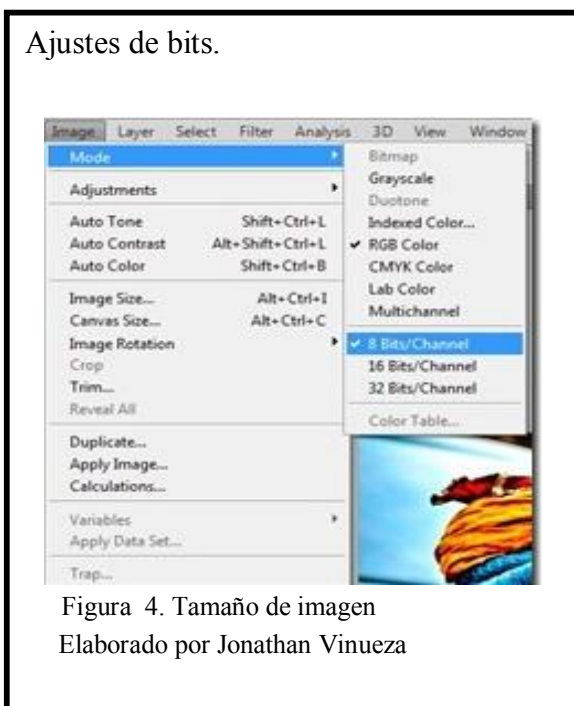 Ajustes de bits.
Image Layer Select Filter Analysis 3D View Window
Mode
Adjustments
Auto Tone Shift+Ctrl+L
Auto Contrast Alt+Shift+Ctrl+L
Auto Color Shift+Ctrl+B
Image Size... Alt+Ctrl+I
Canvas Size... Alt+Ctrl+C
Image Rotation
Crop
Trim...
Reveal All
Duplicate...
Apply Image...
Calculations...
Variables
Apply Data Set...
Trap...
Bitmap
Grayscale
Duotone
Indexed Color...
✔ RGB Color
CMYK Color
Lab Color
Multichannel
✔ 8 Bits/Channel
16 Bits/Channel
32 Bits/Channel
Color Table...
Figura 4. Tamaño de imagen
Elaborado por Jonathan Vinueza